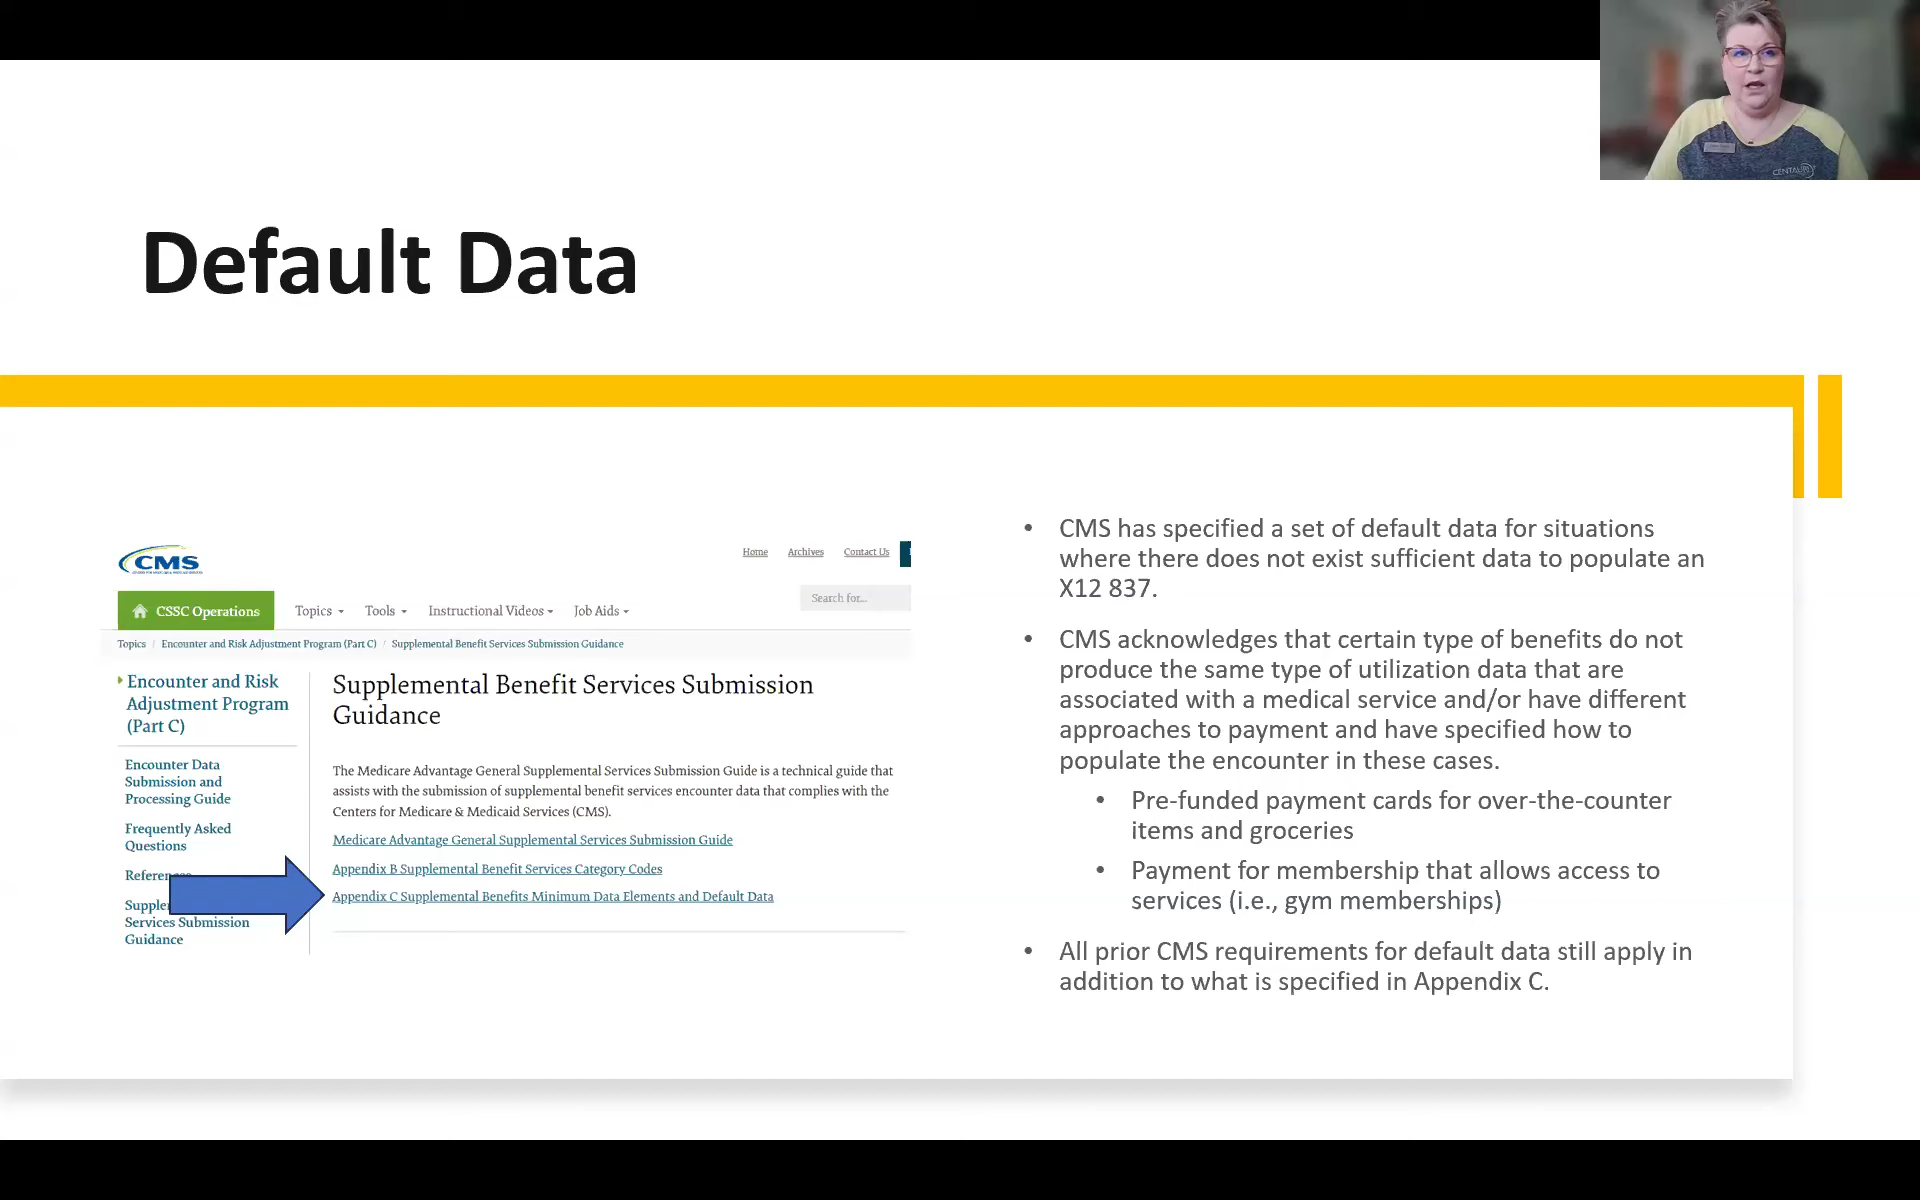 CENTAURI
Default Data
CMS
Home Archives Contact Us
Search for...
CSSC Operations Topics Tools Instructional Videos Job Aids
Topics / Encounter and Risk Adjustment Program (Part C) / Supplemental Benefit Services Submission Guidance
Encounter and Risk
Adjustment Program
(Part C)
Encounter Data
Submission and
Processing Guide
Frequently Asked
Questions
References
Services Submission
Guidance
Supplemental Benefit Services Submission
Guidance
The Medicare Advantage General Supplemental Services Submission Guide is a technical guide that
assists with the submission of supplemental benefit services encounter data that complies with the
Centers for Medicare & Medicaid Services (CMS).
Medicare Advantage General Supplemental Services Submission Guide
Appendix B Supplemental Benefit Services Category Codes
Appendix C Supplemental Benefits Minimum Data Elements and Default Data
• CMS has specified a set of default data for situations
where there does not exist sufficient data to populate an
X12 837.
• CMS acknowledges that certain type of benefits do not
produce the same type of utilization data that are
associated with a medical service and/or have different
approaches to payment and have specified how to
populate the encounter in these cases.
• Pre-funded payment cards for over-the-counter
items and groceries
• Payment for membership that allows access to
services (i.e., gym memberships)
• All prior CMS requirements for default data still apply in
addition to what is specified in Appendix C.